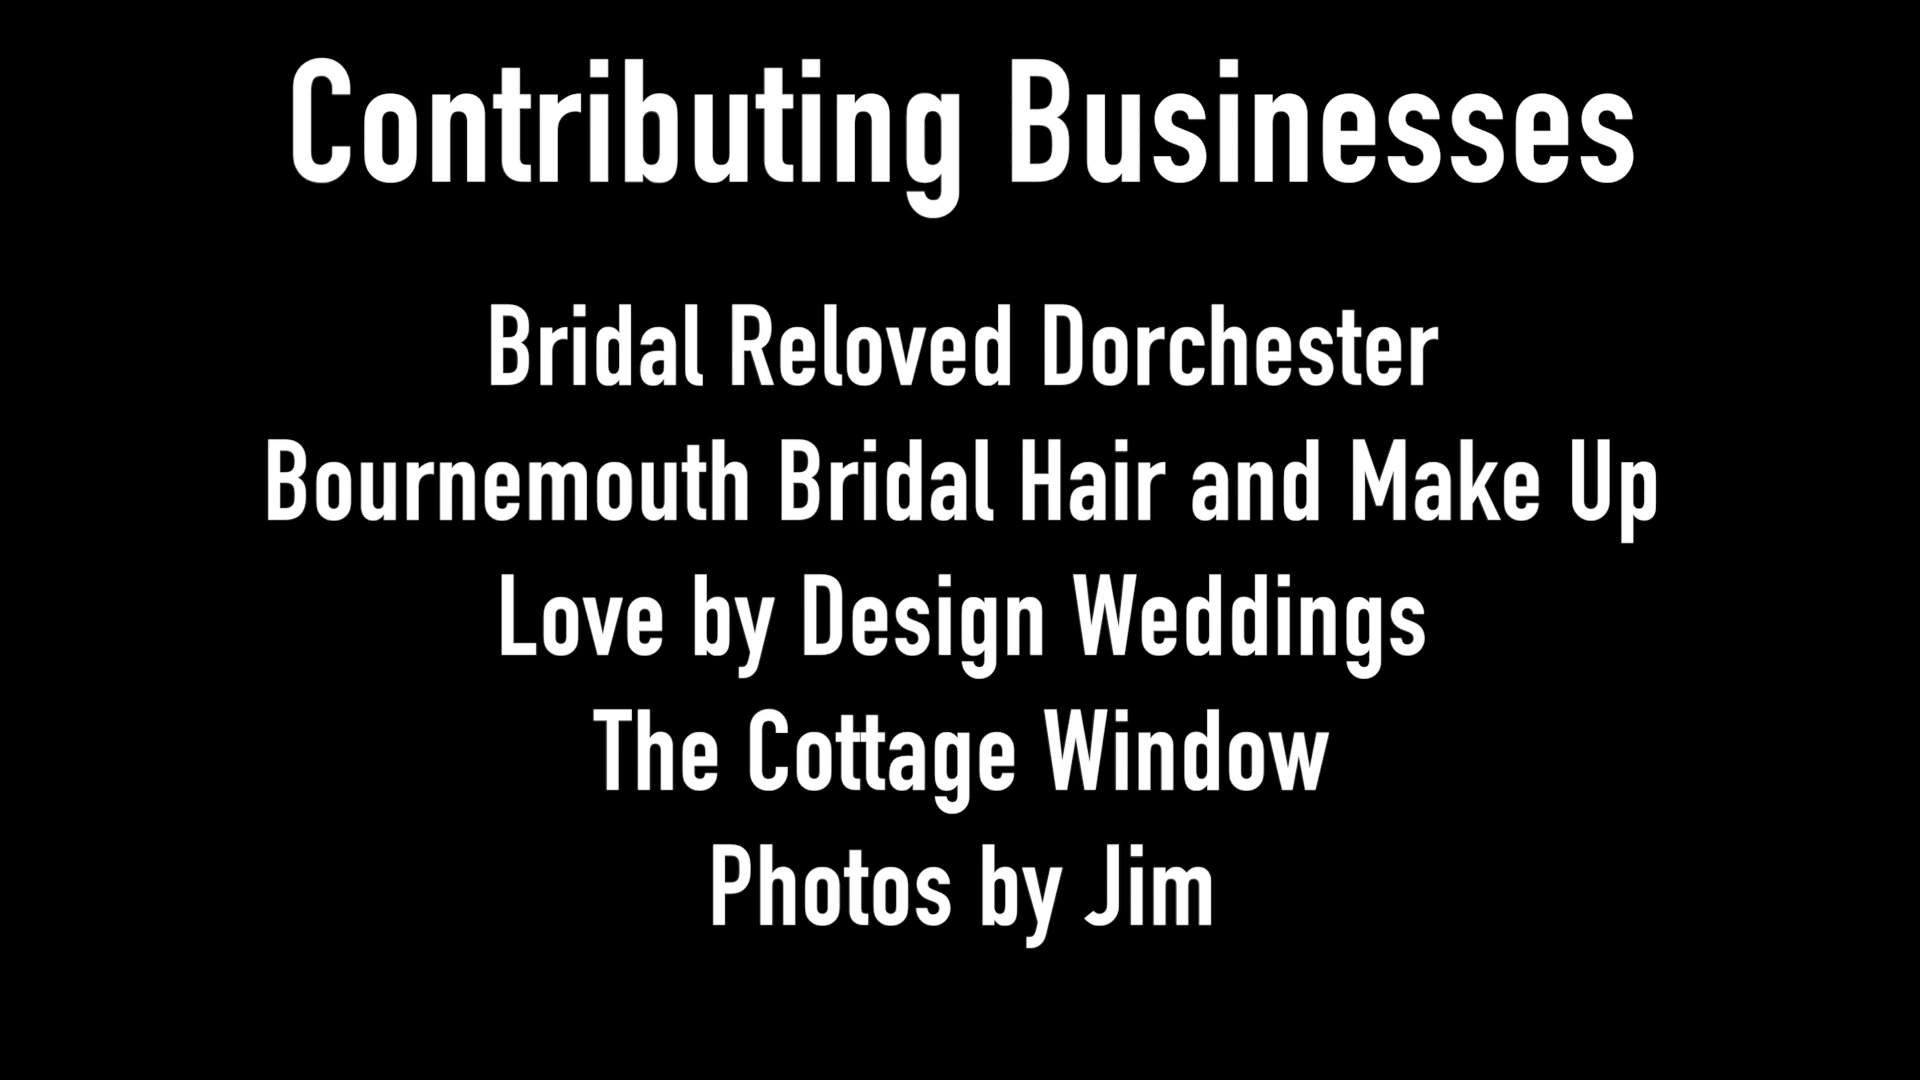 Contributing Businesses
Bridal Reloved Dorchester
Bournemouth Bridal Hair and Make Up
Love by Design Weddings
The Cottage Window
Photos by Jim